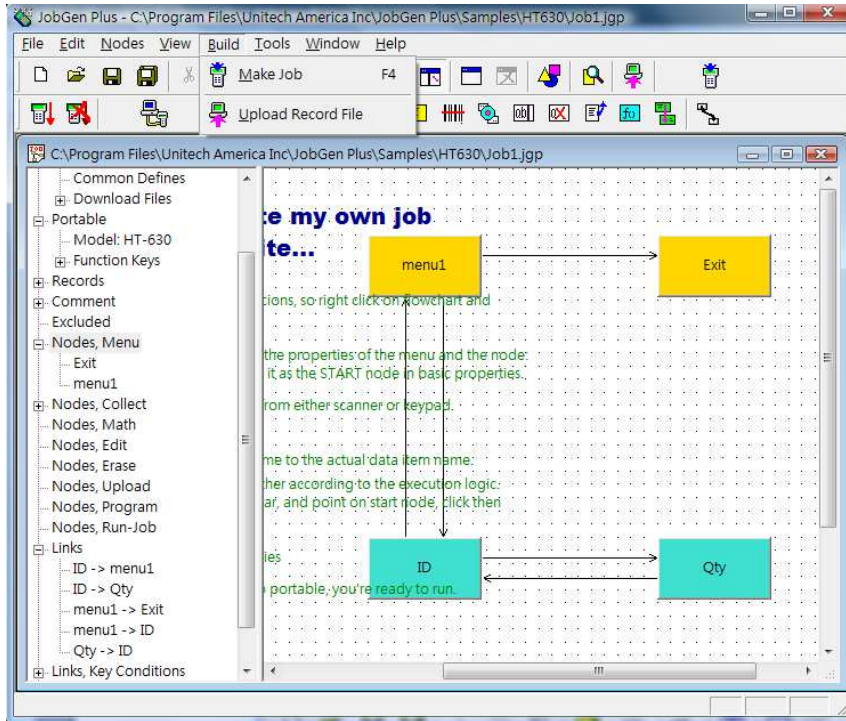 JobGen Plus - C:\Program Files\Unitech America Inc\JobGen Plus\Samples\HT630\Job1.jgp
File Edit Nodes View Build Tools Window Help
Make Job F4
Upload Record File
C:\Program Files\Unitech America Inc\JobGen Plus\Samples\HT630\Job1.jgp
Common Defines
Download Files
Portable
Model: HT-630
Function Keys
Records
Comment
Excluded
Nodes, Menu
Exit
menu1
Nodes, Collect
Nodes, Math
Nodes, Edit
Nodes, Erase
Nodes, Upload
Nodes, Program
Nodes, Run-Job
Links
ID -> menu1
ID -> Qty
menu1 -> Exit
menu1 -> ID
Qty -> ID
Links, Key Conditions
te my own job
ite...
menu1
Exit
tions, so right click on flowchart and
the properties of the menu and the node.
it as the START node in basic properties.
from either scanner or keypad.
me to the actual data item name.
her according to the execution logic.
ar, and point on start node, click then
ies
ID
Qty
portable, you're ready to run.